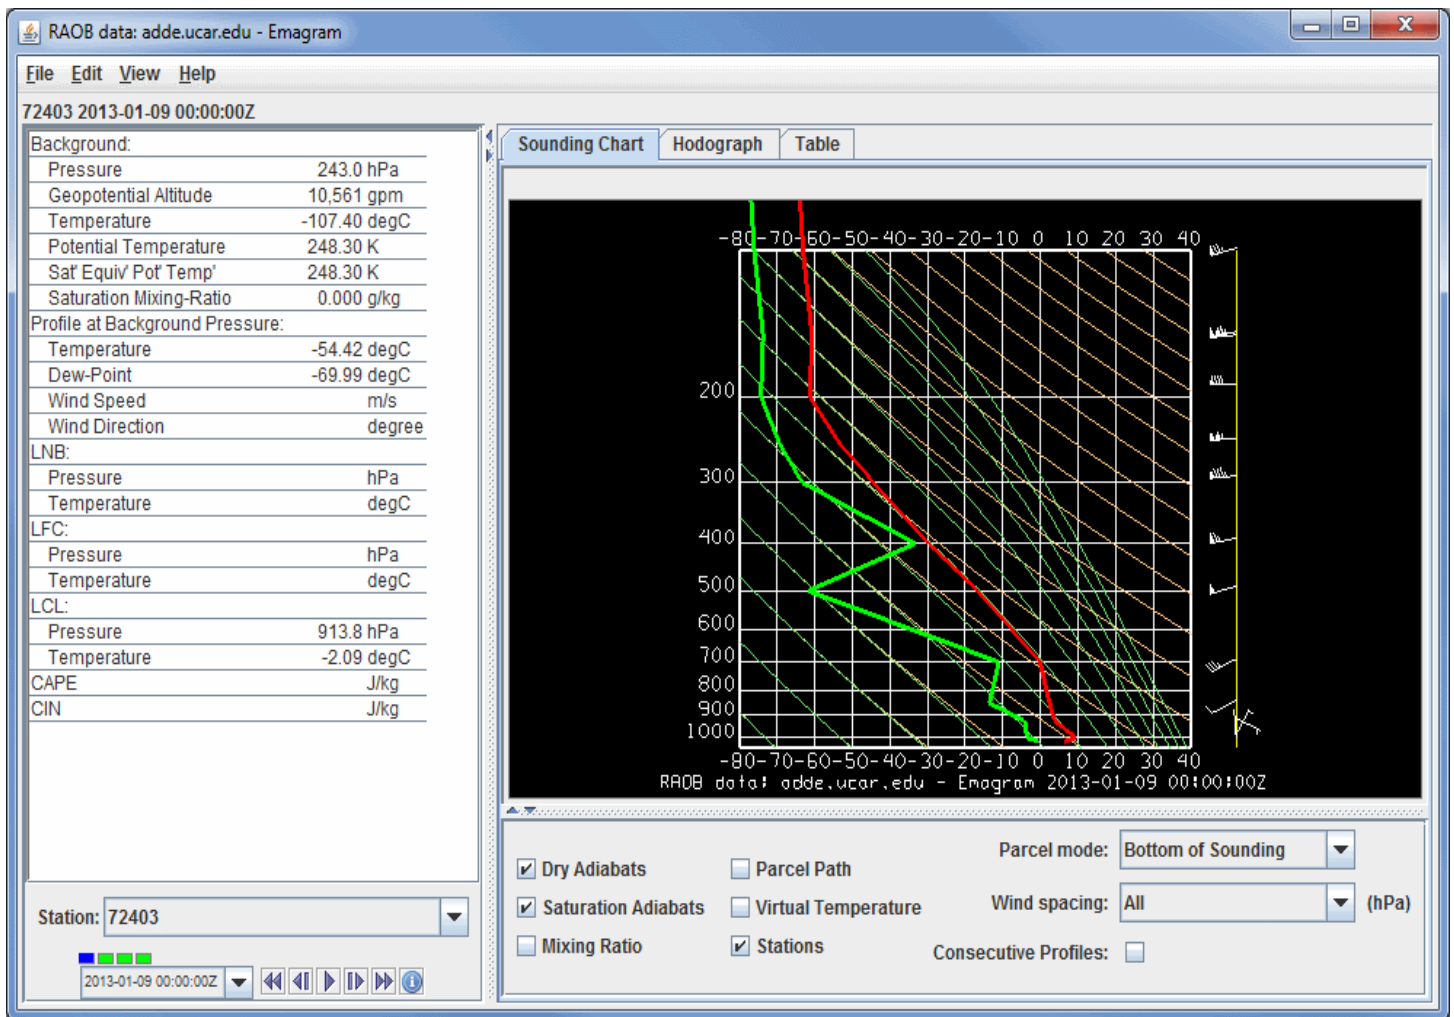 RAOB data: adde.ucar.edu - Emagram
File Edit View Help
72403 2013-01-09 00:00:00Z
Background:
Pressure 243.0 hPa
Geopotential Altitude 10,561 gpm
Temperature -107.40 degC
Potential Temperature 248.30 K
Sat' Equiv' Pot' Temp' 248.30 K
Saturation Mixing-Ratio 0.000 g/kg
Profile at Background Pressure:
Temperature -54.42 degC
Dew-Point -69.99 degC
Wind Speed m/s
Wind Direction degree
LNB:
Pressure hPa
Temperature degC
LFC:
Pressure hPa
Temperature degC
LCL:
Pressure 913.8 hPa
Temperature -2.09 degC
CAPE J/kg
CIN J/kg
Station: 72403
2013-01-09 00:00:00Z
Sounding Chart Hodograph Table
-80 -70 -60 -50 -40 -30 -20 -10 0 10 20 30 40
200
300
400
500
600
700
800
900
1000
-80 -70 -60 -50 -40 -30 -20 -10 0 10 20 30 40
RAOB data: adde.ucar.edu - Emagram 2013-01-09 00:00:00Z
Dry Adiabats Parcel Path Parcel mode: Bottom of Sounding
Saturation Adiabats Virtual Temperature Wind spacing: All (hPa)
Mixing Ratio Stations Consecutive Profiles: